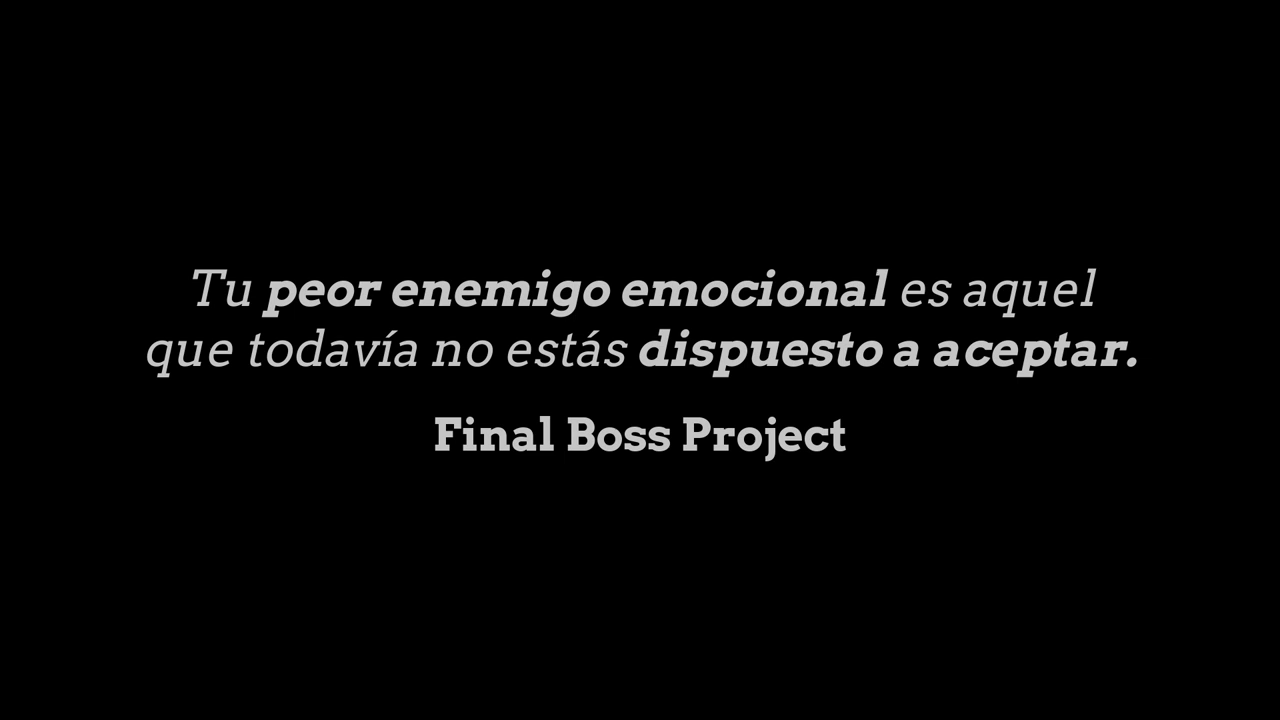 Tu peor enemigo emocional es aquel
que todavía no estás dispuesto a aceptar.
Final Boss Project